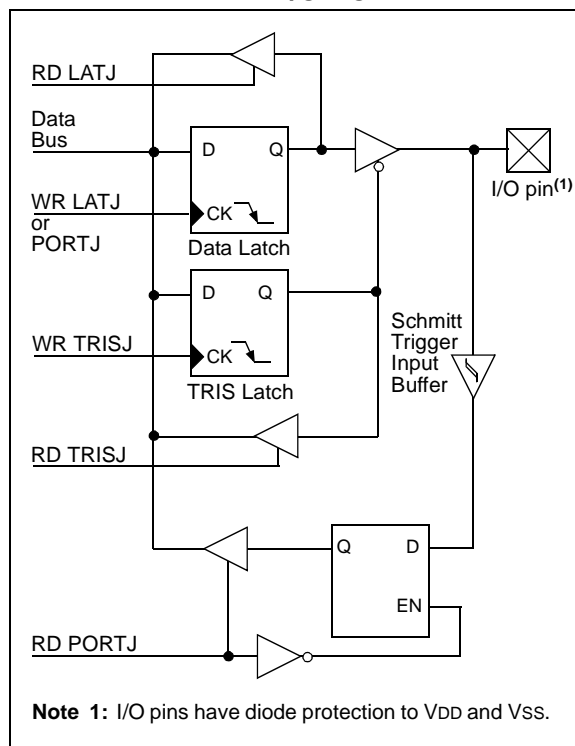 RD LATJ
Data
Bus
D
Q
WR LATJ
or
PORTJ
CK
Data Latch
I/O pin(1)
D
Q
WR TRISJ
CK
TRIS Latch
Schmitt
Trigger
Input
Buffer
RD TRISJ
Q
D
EN
RD PORTJ
Note 1: I/O pins have diode protection to VDD and VSS.